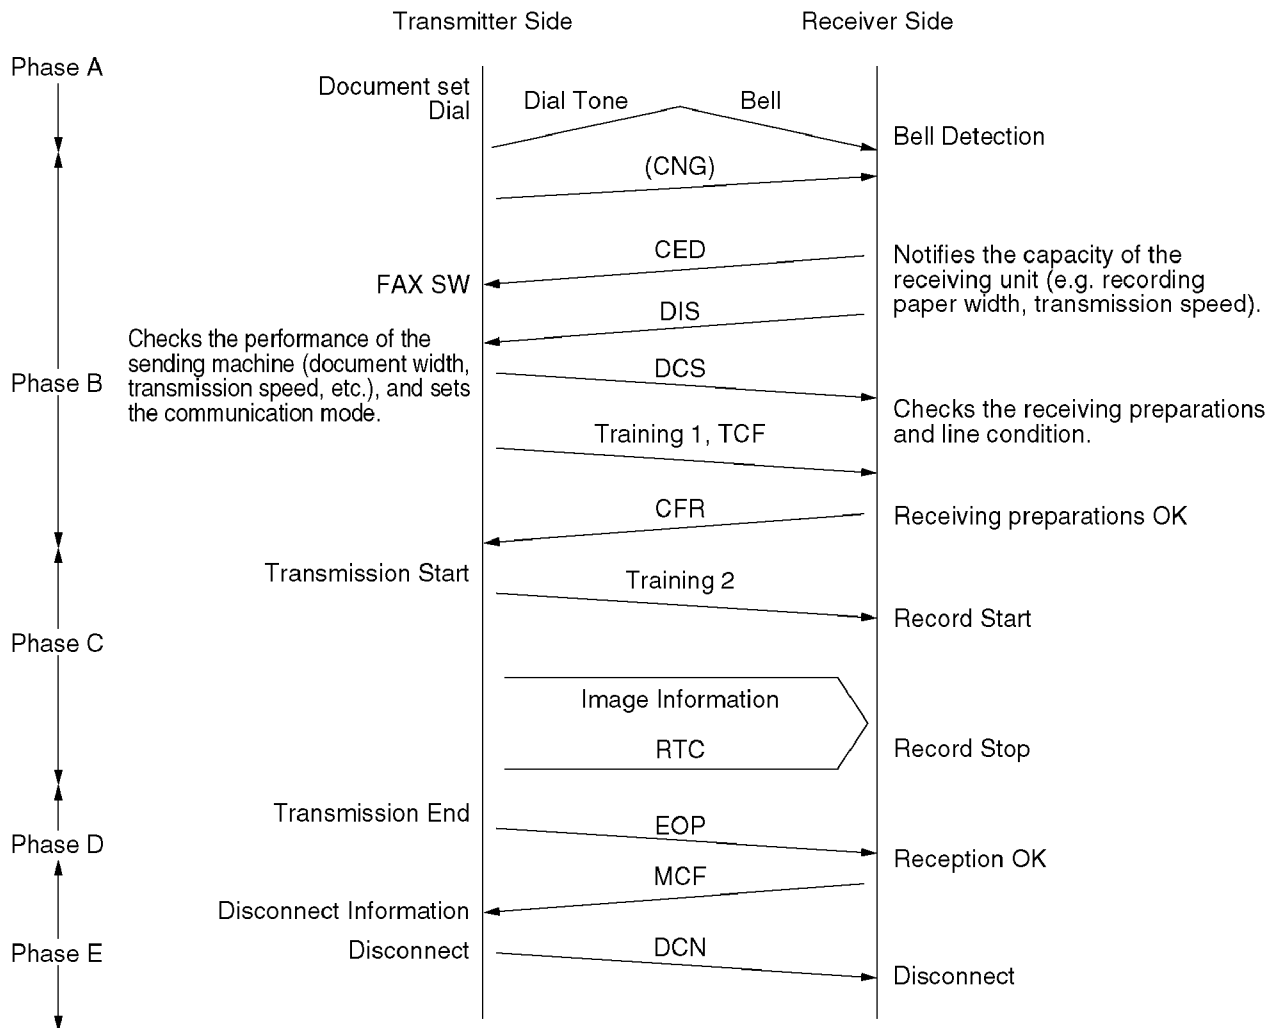 Transmitter Side
Receiver Side
Phase A
Document set
Dial
Dial Tone
Bell
Bell Detection
(CNG)
CED
FAX SW
Notifies the capacity of the
receiving unit (e.g. recording
paper width, transmission speed).
DIS
Checks the performance of the
sending machine (document width,
transmission speed, etc.), and sets
the communication mode.
Phase B
DCS
Checks the receiving preparations
and line condition.
Training 1, TCF
CFR
Receiving preparations OK
Transmission Start
Training 2
Record Start
Phase C
Image Information
RTC
Record Stop
Transmission End
EOP
Phase D
Reception OK
MCF
Disconnect Information
Phase E
Disconnect
DCN
Disconnect